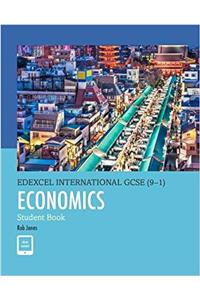 EDEXCEL INTERNATIONAL GCSE (9–1)
ECONOMICS
Student Book
Rob Jones